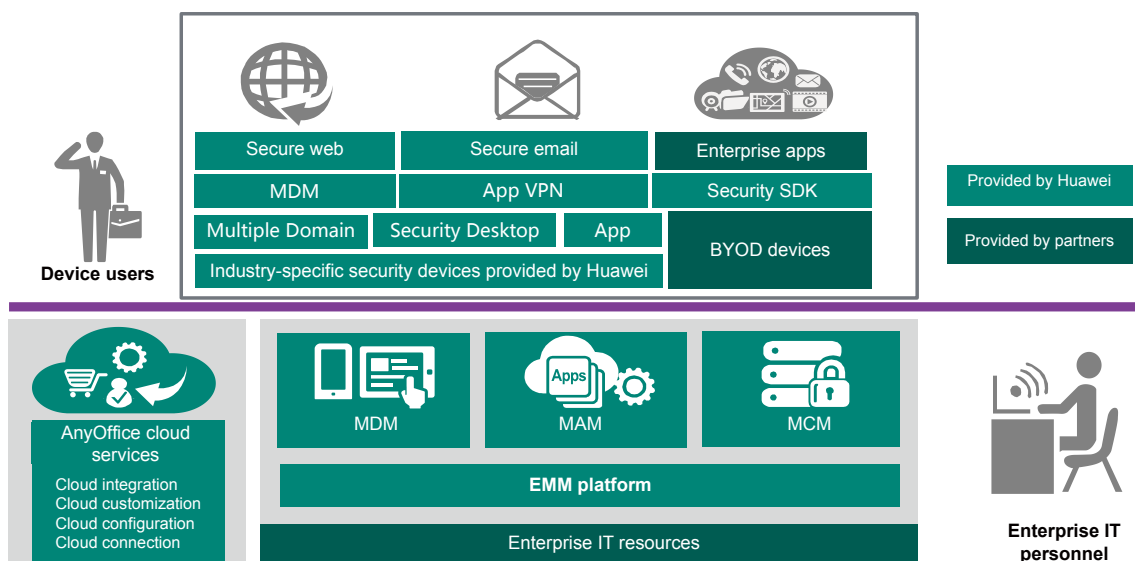 Secure web
Secure email
Enterprise apps
MDM
App VPN
Security SDK
Multiple Domain
Security Desktop
App
BYOD devices
Industry-specific security devices provided by Huawei
Device users
Provided by Huawei
Provided by partners
AnyOffice cloud
services
Cloud integration
Cloud customization
Cloud configuration
Cloud connection
MDM
Apps
MAM
MCM
EMM platform
Enterprise IT resources
Enterprise IT
personnel